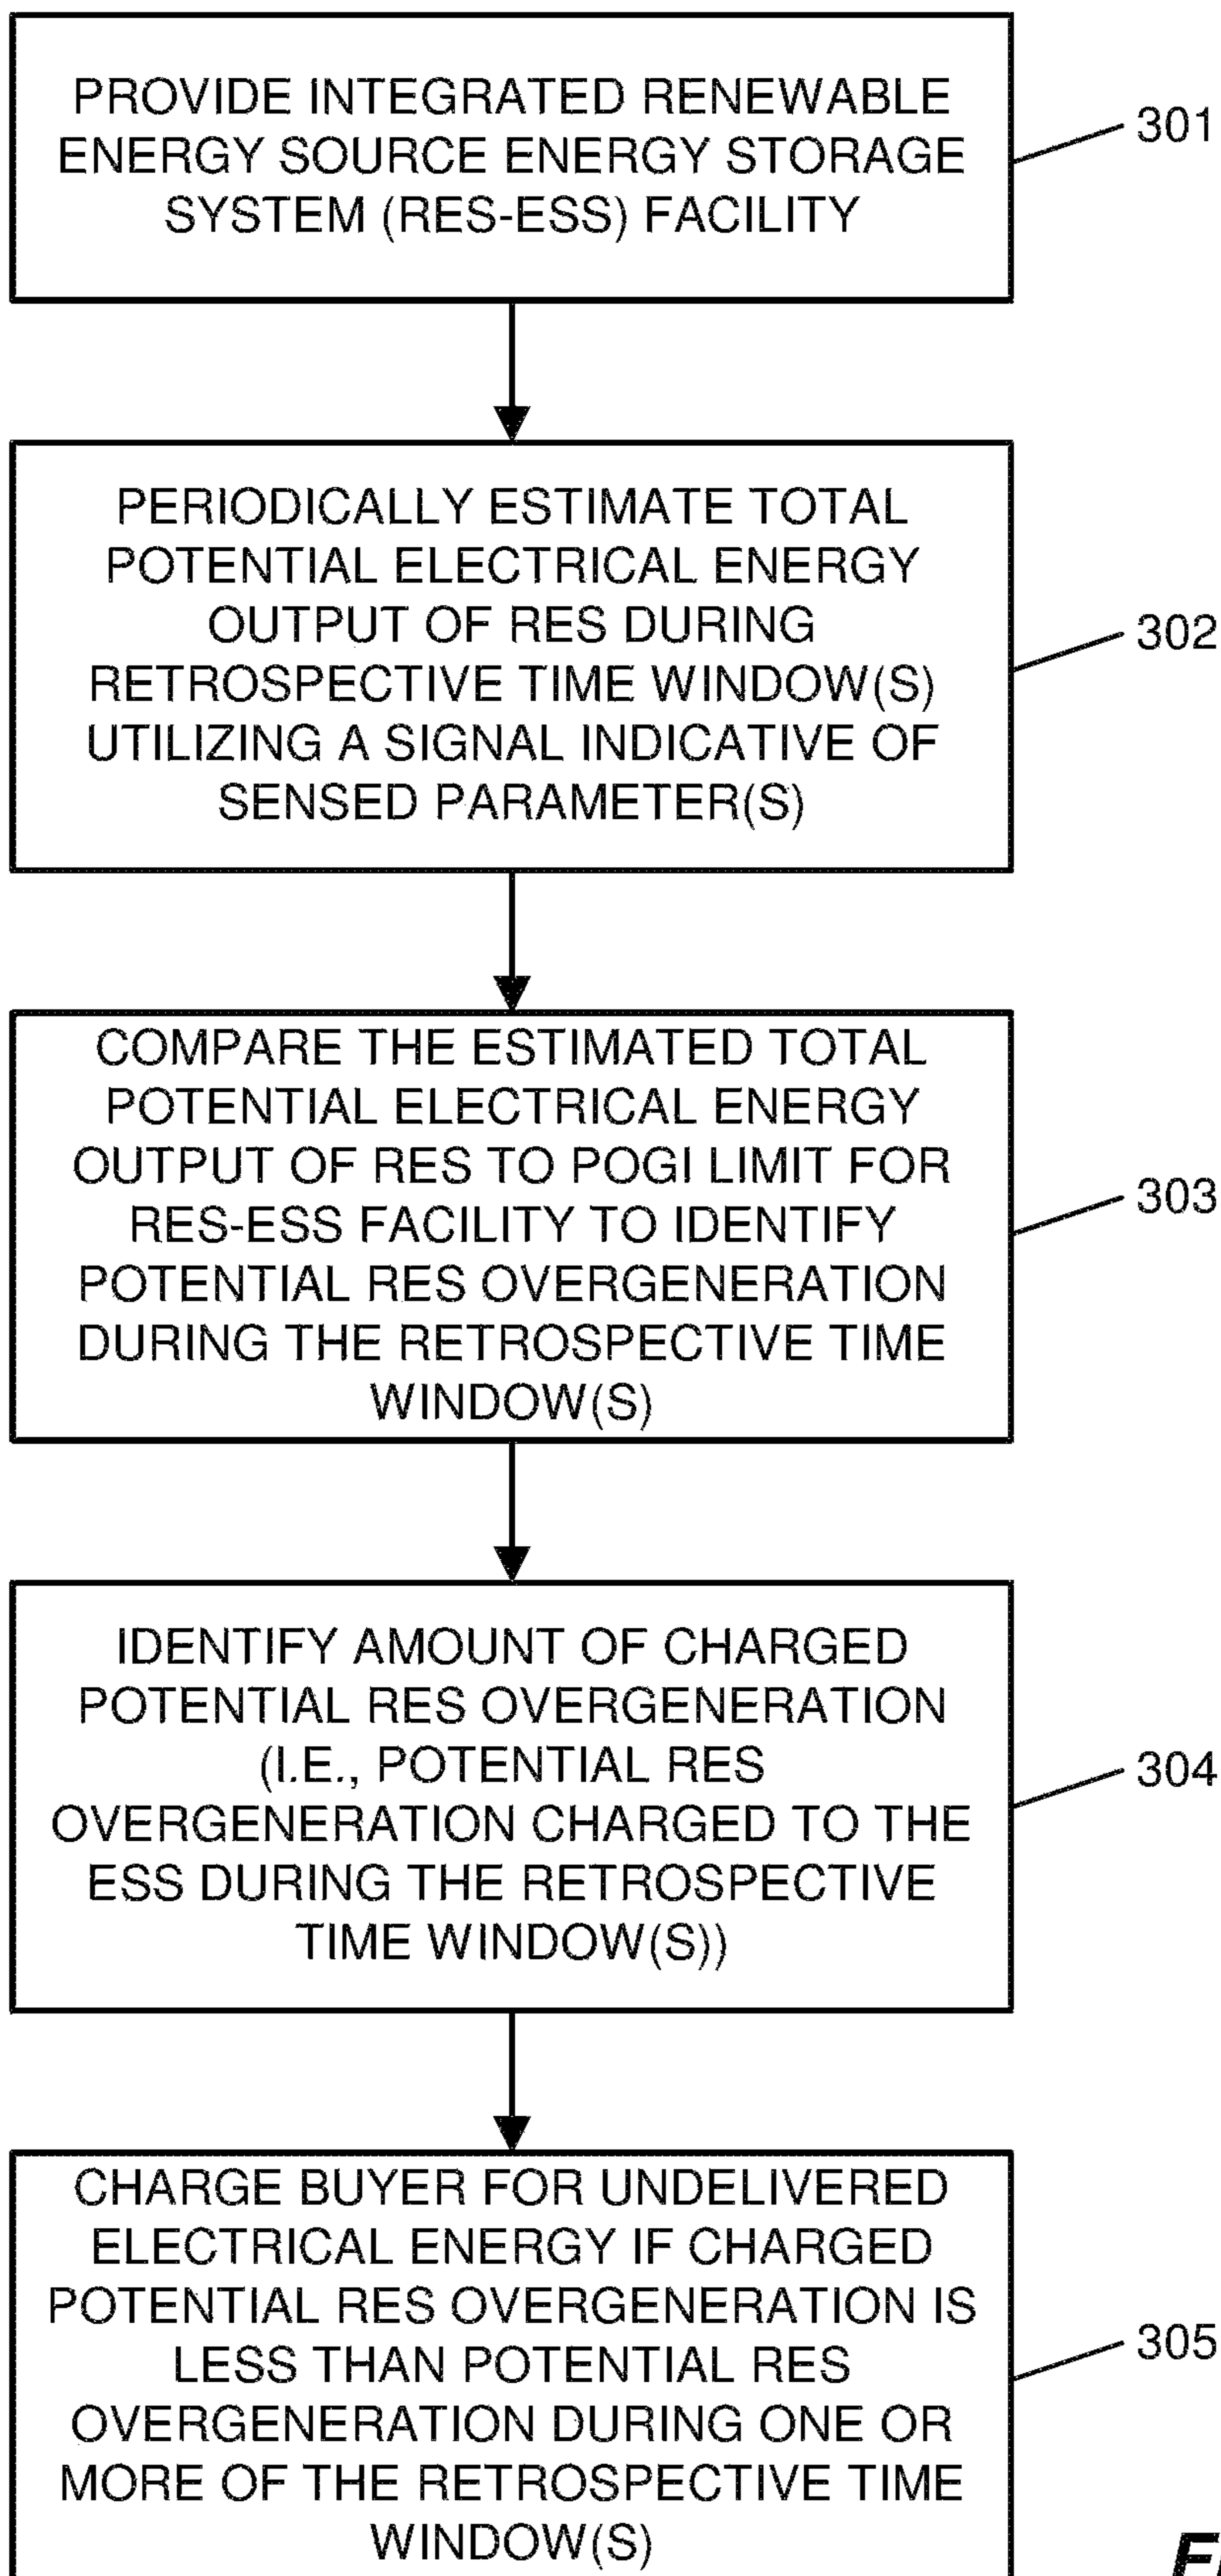 PROVIDE INTEGRATED RENEWABLE
ENERGY SOURCE ENERGY STORAGE
SYSTEM (RES-ESS) FACILITY
301
PERIODICALLY ESTIMATE TOTAL
POTENTIAL ELECTRICAL ENERGY
OUTPUT OF RES DURING
RETROSPECTIVE TIME WINDOW(S)
UTILIZING A SIGNAL INDICATIVE OF
SENSED PARAMETER(S)
302
COMPARE THE ESTIMATED TOTAL
POTENTIAL ELECTRICAL ENERGY
OUTPUT OF RES TO POGI LIMIT FOR
RES-ESS FACILITY TO IDENTIFY
POTENTIAL RES OVERGENERATION
DURING THE RETROSPECTIVE TIME
WINDOW(S)
303
IDENTIFY AMOUNT OF CHARGED
POTENTIAL RES OVERGENERATION
(I.E., POTENTIAL RES
OVERGENERATION CHARGED TO THE
ESS DURING THE RETROSPECTIVE
TIME WINDOW(S))
304
CHARGE BUYER FOR UNDELIVERED
ELECTRICAL ENERGY IF CHARGED
POTENTIAL RES OVERGENERATION IS
LESS THAN POTENTIAL RES
OVERGENERATION DURING ONE OR
MORE OF THE RETROSPECTIVE TIME
WINDOW(S)
305